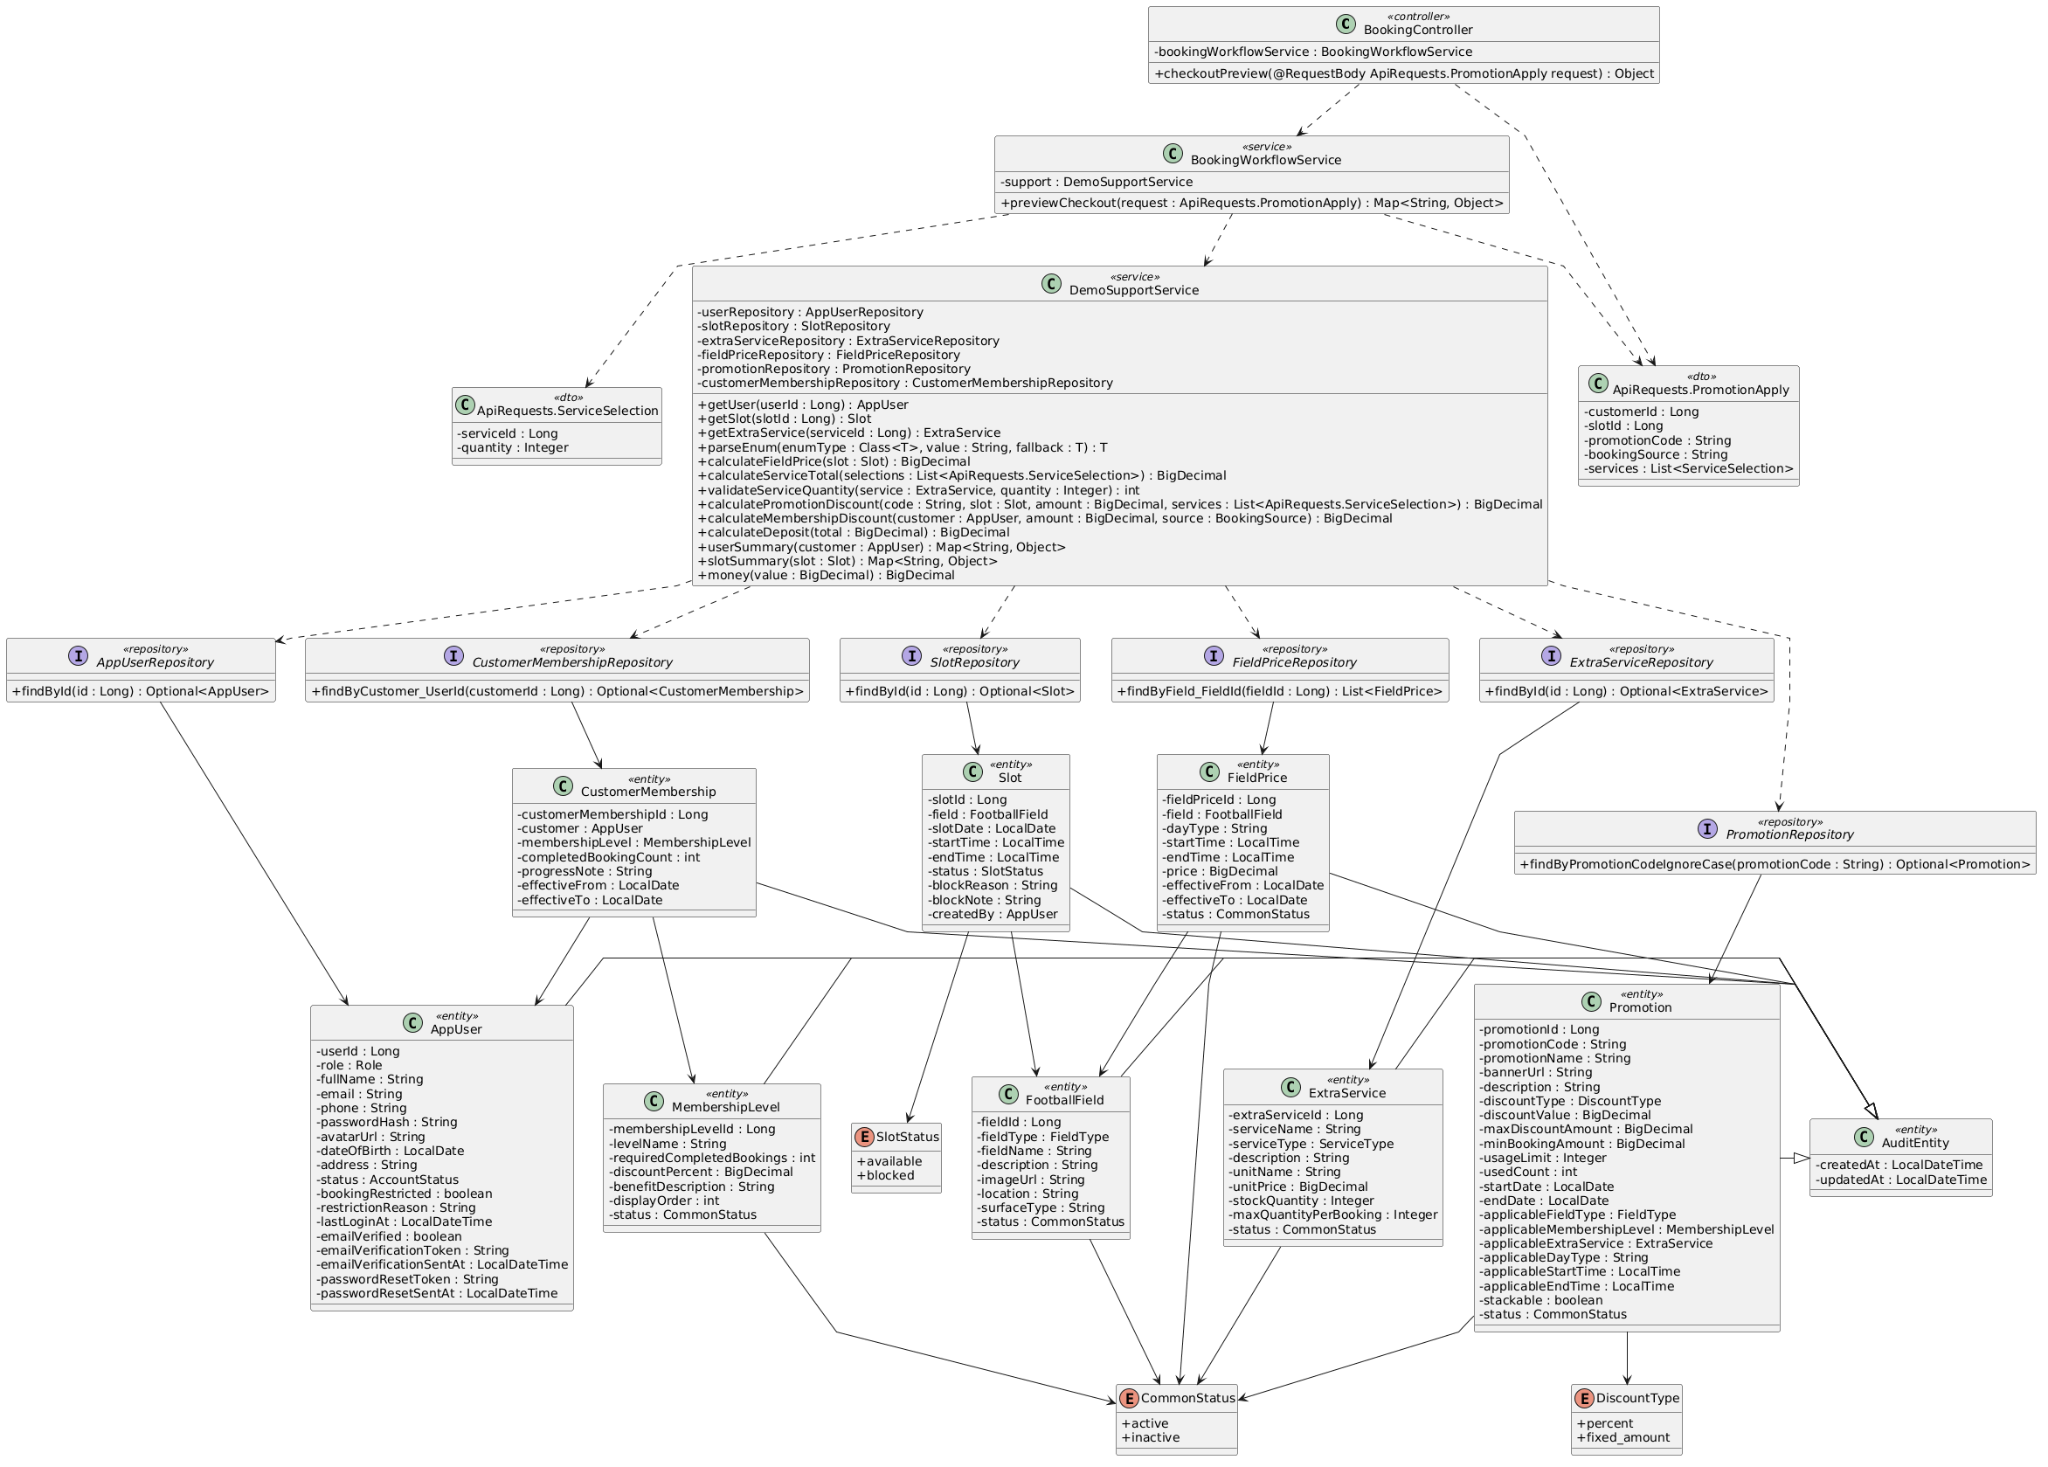 «controller»
BookingController
-bookingWorkflowService : BookingWorkflowService
+checkoutPreview(@RequestBody ApiRequests.PromotionApply request) : Object
«service»
BookingWorkflowService
-support : DemoSupportService
+previewCheckout(request : ApiRequests.PromotionApply) : Map<String, Object>
«service»
DemoSupportService
-userRepository : AppUserRepository
-slotRepository : SlotRepository
-extraServiceRepository : ExtraServiceRepository
-fieldPriceRepository : FieldPriceRepository
-promotionRepository : PromotionRepository
-customerMembershipRepository : CustomerMembershipRepository
+getUser(userId : Long) : AppUser
+getSlot(slotId : Long) : Slot
+getExtraService(serviceId : Long) : ExtraService
+parseEnum(enumType : Class<T>, value : String, fallback : T) : T
+calculateFieldPrice(slot : Slot) : BigDecimal
+calculateServiceTotal(selections : List<ApiRequests.ServiceSelection>) : BigDecimal
+validateServiceQuantity(service : ExtraService, quantity : Integer) : int
+calculatePromotionDiscount(code : String, slot : Slot, amount : BigDecimal, services : List<ApiRequests.ServiceSelection>) : BigDecimal
+calculateMembershipDiscount(customer : AppUser, amount : BigDecimal, source : BookingSource) : BigDecimal
+calculateDeposit(total : BigDecimal) : BigDecimal
+userSummary(customer : AppUser) : Map<String, Object>
+slotSummary(slot : Slot) : Map<String, Object>
+money(value : BigDecimal) : BigDecimal
«dto»
ApiRequests.ServiceSelection
-serviceId : Long
-quantity : Integer
«dto»
ApiRequests.PromotionApply
-customerId : Long
-slotId : Long
-promotionCode : String
-bookingSource : String
-services : List<ServiceSelection>
«repository»
AppUserRepository
+findById(id : Long) : Optional<AppUser>
«repository»
CustomerMembershipRepository
+findByCustomer_UserId(customerId : Long) : Optional<CustomerMembership>
«repository»
SlotRepository
+findById(id : Long) : Optional<Slot>
«repository»
FieldPriceRepository
+findByField_FieldId(fieldId : Long) : List<FieldPrice>
«repository»
ExtraServiceRepository
+findById(id : Long) : Optional<ExtraService>
«entity»
CustomerMembership
-customerMembershipId : Long
-customer : AppUser
-membershipLevel : MembershipLevel
-completedBookingCount : int
-progressNote : String
-effectiveFrom : LocalDate
-effectiveTo : LocalDate
«entity»
Slot
-slotId : Long
-field : FootballField
-slotDate : LocalDate
-startTime : LocalTime
-endTime : LocalTime
-status : SlotStatus
-blockReason : String
-blockNote : String
-createdBy : AppUser
«entity»
FieldPrice
-fieldPriceId : Long
-field : FootballField
-dayType : String
-startTime : LocalTime
-endTime : LocalTime
-price : BigDecimal
-effectiveFrom : LocalDate
-effectiveTo : LocalDate
-status : CommonStatus
«repository»
PromotionRepository
+findByPromotionCodeIgnoreCase(promotionCode : String) : Optional<Promotion>
«entity»
AppUser
-userId : Long
-role : Role
-fullName : String
-email : String
-phone : String
-passwordHash : String
-avatarUrl : String
-dateOfBirth : LocalDate
-address : String
-status : AccountStatus
-bookingRestricted : boolean
-restrictionReason : String
-lastLoginAt : LocalDateTime
-emailVerified : boolean
-emailVerificationToken : String
-emailVerificationSentAt : LocalDateTime
-passwordResetToken : String
-passwordResetSentAt : LocalDateTime
«entity»
MembershipLevel
-membershipLevelId : Long
-levelName : String
-requiredCompletedBookings : int
-discountPercent : BigDecimal
-benefitDescription : String
-displayOrder : int
-status : CommonStatus
SlotStatus
+available
+blocked
«entity»
FootballField
-fieldId : Long
-fieldType : FieldType
-fieldName : String
-description : String
-imageUrl : String
-location : String
-surfaceType : String
-status : CommonStatus
«entity»
ExtraService
-extraServiceId : Long
-serviceName : String
-serviceType : ServiceType
-description : String
-unitName : String
-unitPrice : BigDecimal
-stockQuantity : Integer
-maxQuantityPerBooking : Integer
-status : CommonStatus
«entity»
Promotion
-promotionId : Long
-promotionCode : String
-promotionName : String
-bannerUrl : String
-description : String
-discountType : DiscountType
-discountValue : BigDecimal
-maxDiscountAmount : BigDecimal
-minBookingAmount : BigDecimal
-usageLimit : Integer
-usedCount : int
-startDate : LocalDate
-endDate : LocalDate
-applicableFieldType : FieldType
-applicableMembershipLevel : MembershipLevel
-applicableExtraService : ExtraService
-applicableDayType : String
-applicableStartTime : LocalTime
-applicableEndTime : LocalTime
-stackable : boolean
-status : CommonStatus
«entity»
AuditEntity
-createdAt : LocalDateTime
-updatedAt : LocalDateTime
CommonStatus
+active
+inactive
DiscountType
+percent
+fixed_amount